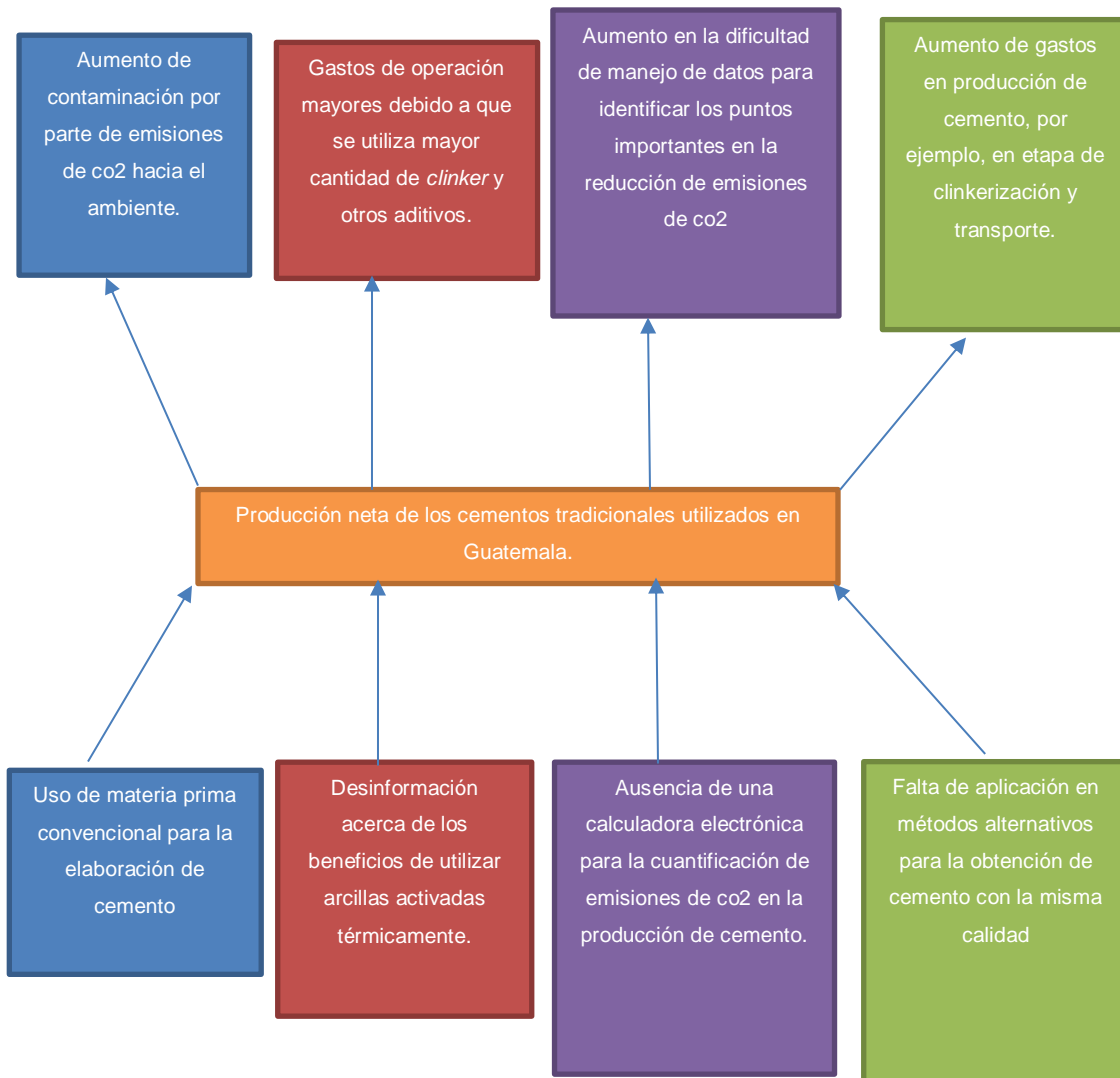 Aumento de
contaminación por
parte de emisiones
de co2 hacia el
ambiente.
Gastos de operación
mayores debido a que
se utiliza mayor
cantidad de clinker y
otros aditivos.
Aumento en la dificultad
de manejo de datos para
identificar los puntos
importantes en la
reducción de emisiones
de co2
Aumento de gastos
en producción de
cemento, por
ejemplo, en etapa de
clinkerización y
transporte.
Producción neta de los cementos tradicionales utilizados en
Guatemala.
Uso de materia prima
convencional para la
elaboración de
cemento
Desinformación
acerca de los
beneficios de utilizar
arcillas activadas
térmicamente.
Ausencia de una
calculadora electrónica
para la cuantificación de
emisiones de co2 en la
producción de cemento.
Falta de aplicación en
métodos alternativos
para la obtención de
cemento con la misma
calidad